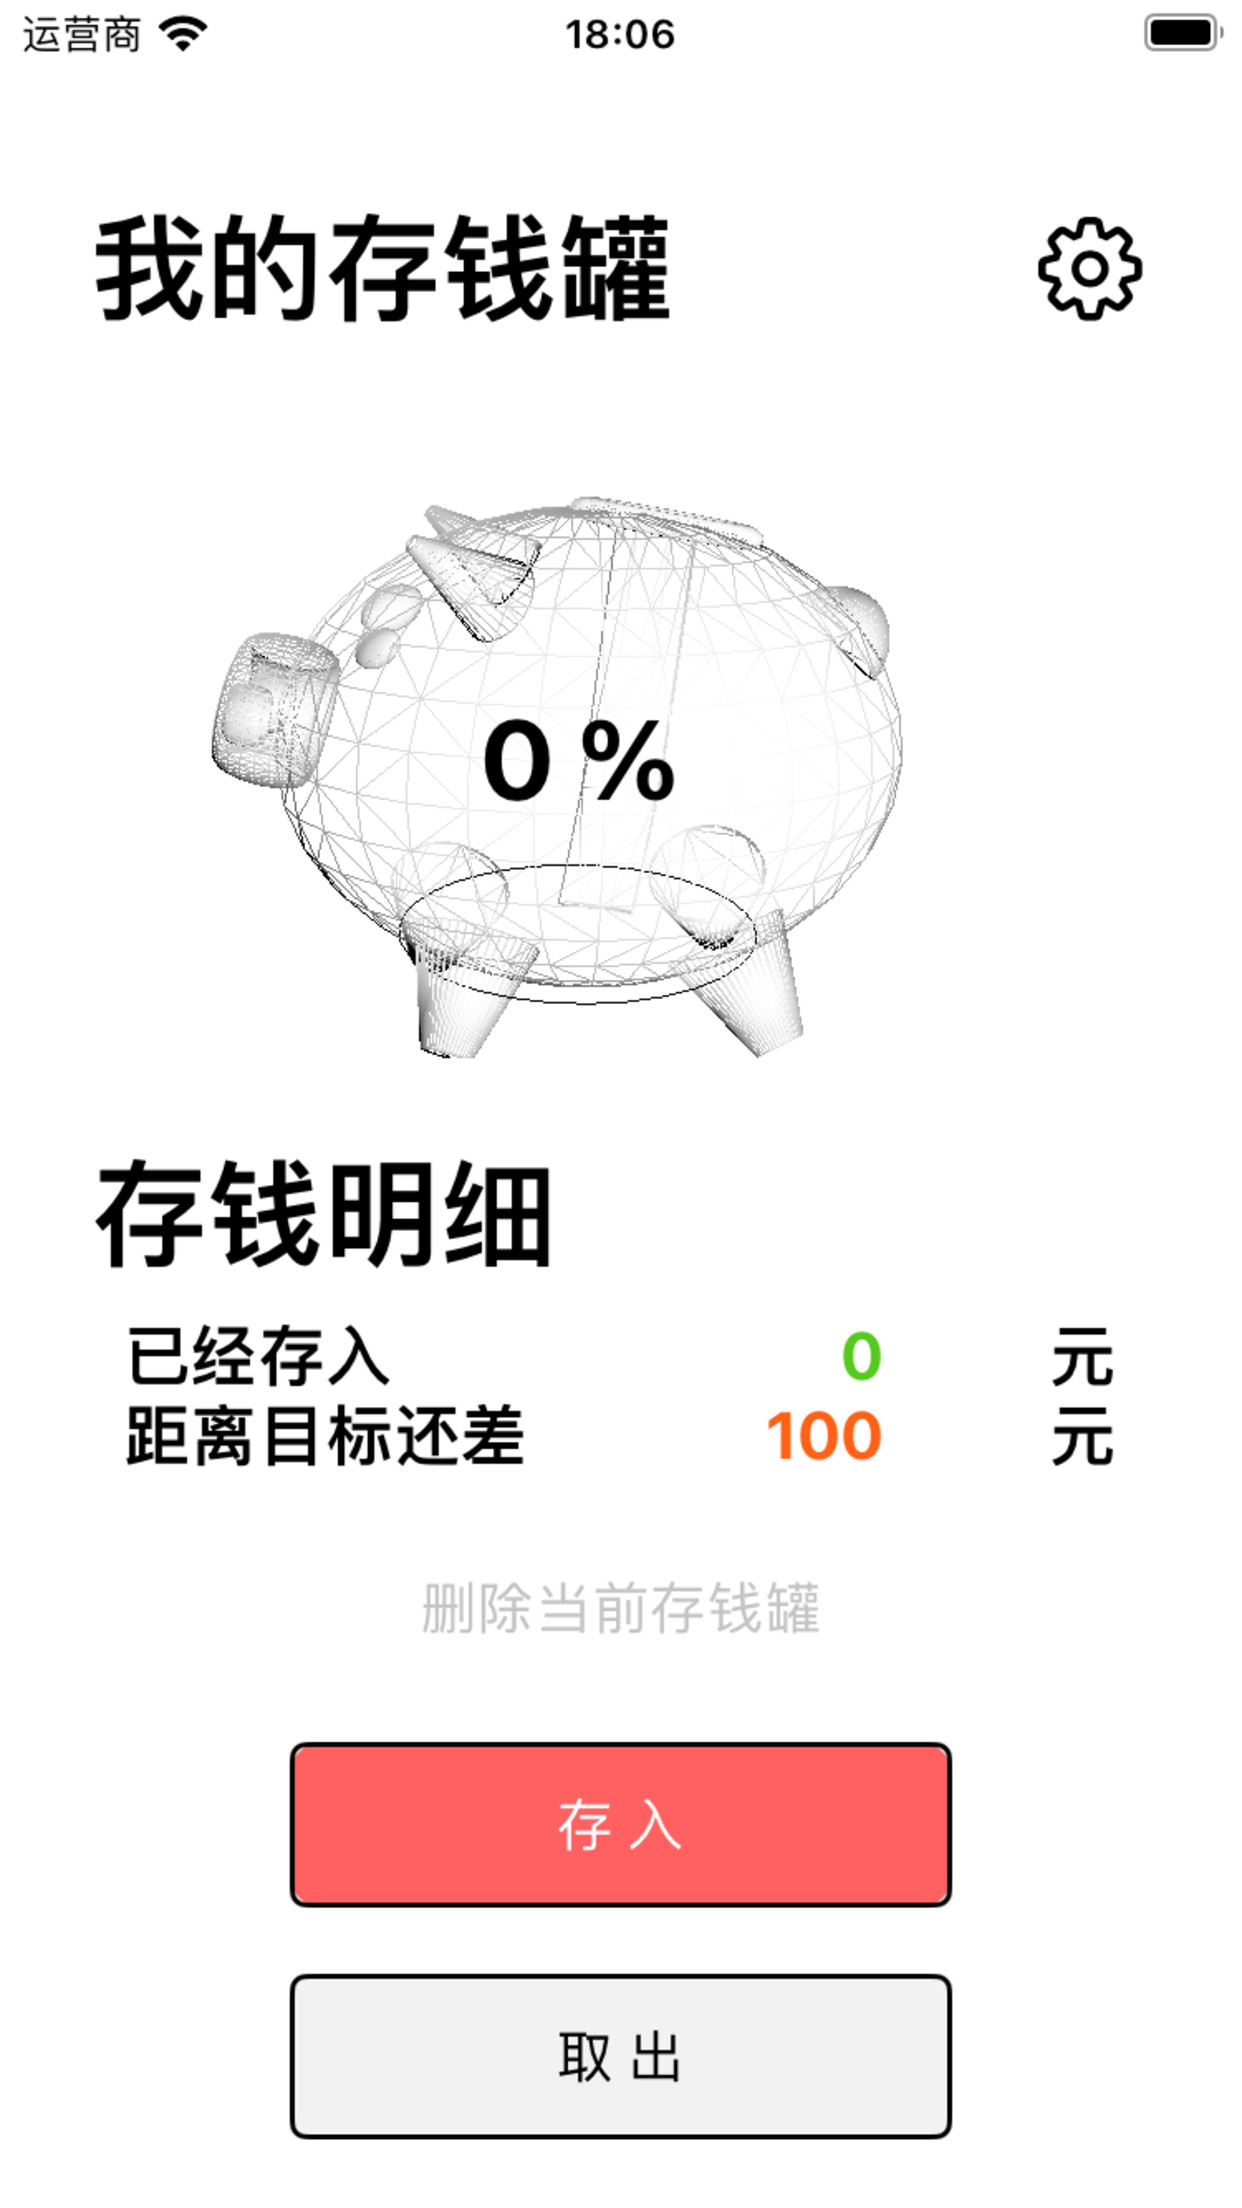 运营商 18:06
我的存钱罐
0 %
存钱明细
已经存入 0 元
距离目标还差 100 元
删除当前存钱罐
存 入
取 出